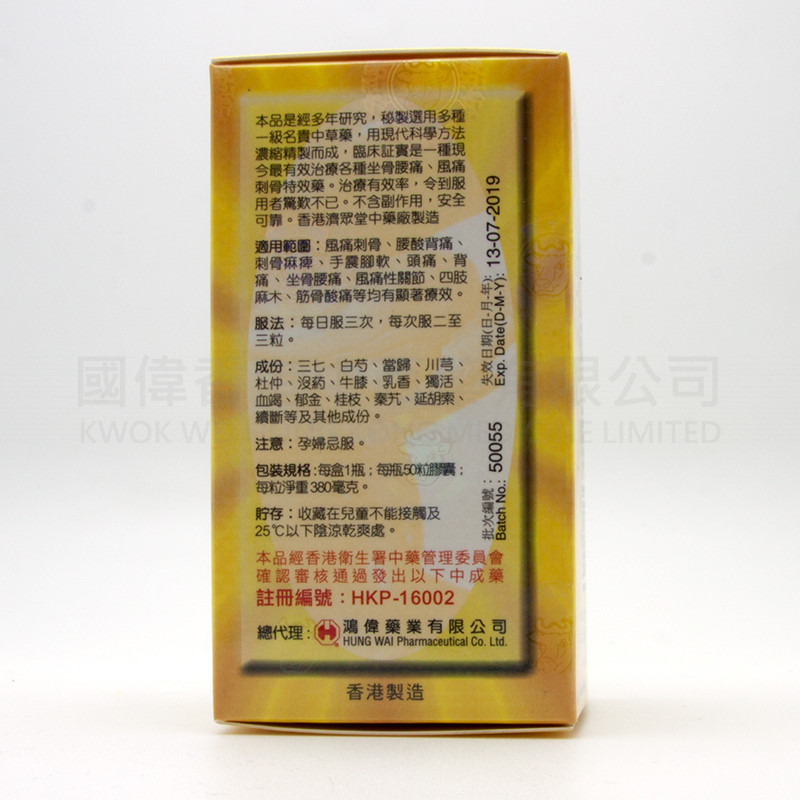 本品是經多年研究，秘製選用多種
一級名貴中草藥，用現代科學方法
濃縮精製而成，臨床証實是一種現
今最有效治療各種坐骨腰痛、風痛
刺骨特效藥。治療有效率，令到服
用者驚歎不已。不含副作用，安全
可靠。香港濟眾堂中藥廠製造
適用範圍：風痛刺骨、腰酸背痛、
刺骨麻痺、手震腳軟、頭痛、背
痛、坐骨腰痛、風痛性關節、四肢
麻木、筋骨酸痛等均有顯著療效。
服法：每日服三次，每次服二至
三粒。
成份：三七、白芍、當歸、川芎、
杜仲、沒葯、牛膝、乳香、獨活、
血竭、郁金、桂枝、秦艽、延胡索、
續斷等及其他成份。
注意：孕婦忌服。
包裝規格：每盒1瓶；每瓶50粒膠囊；
每粒淨重380毫克。
貯存：收藏在兒童不能接觸及
25℃以下陰涼乾爽處。
本品經香港衛生署中藥管理委員會
確認審核通過發出以下中成藥
註冊編號：HKP-16002
總代理：鴻偉藥業有限公司
HUNG WAI Pharmaceutical Co. Ltd.
香港製造
失效日期(日-月-年):
Exp. Date(D-M-Y): 13-07-2019
批次編號：
Batch No.: 50055
國偉香
限公司
KWOK W
NE LIMITED